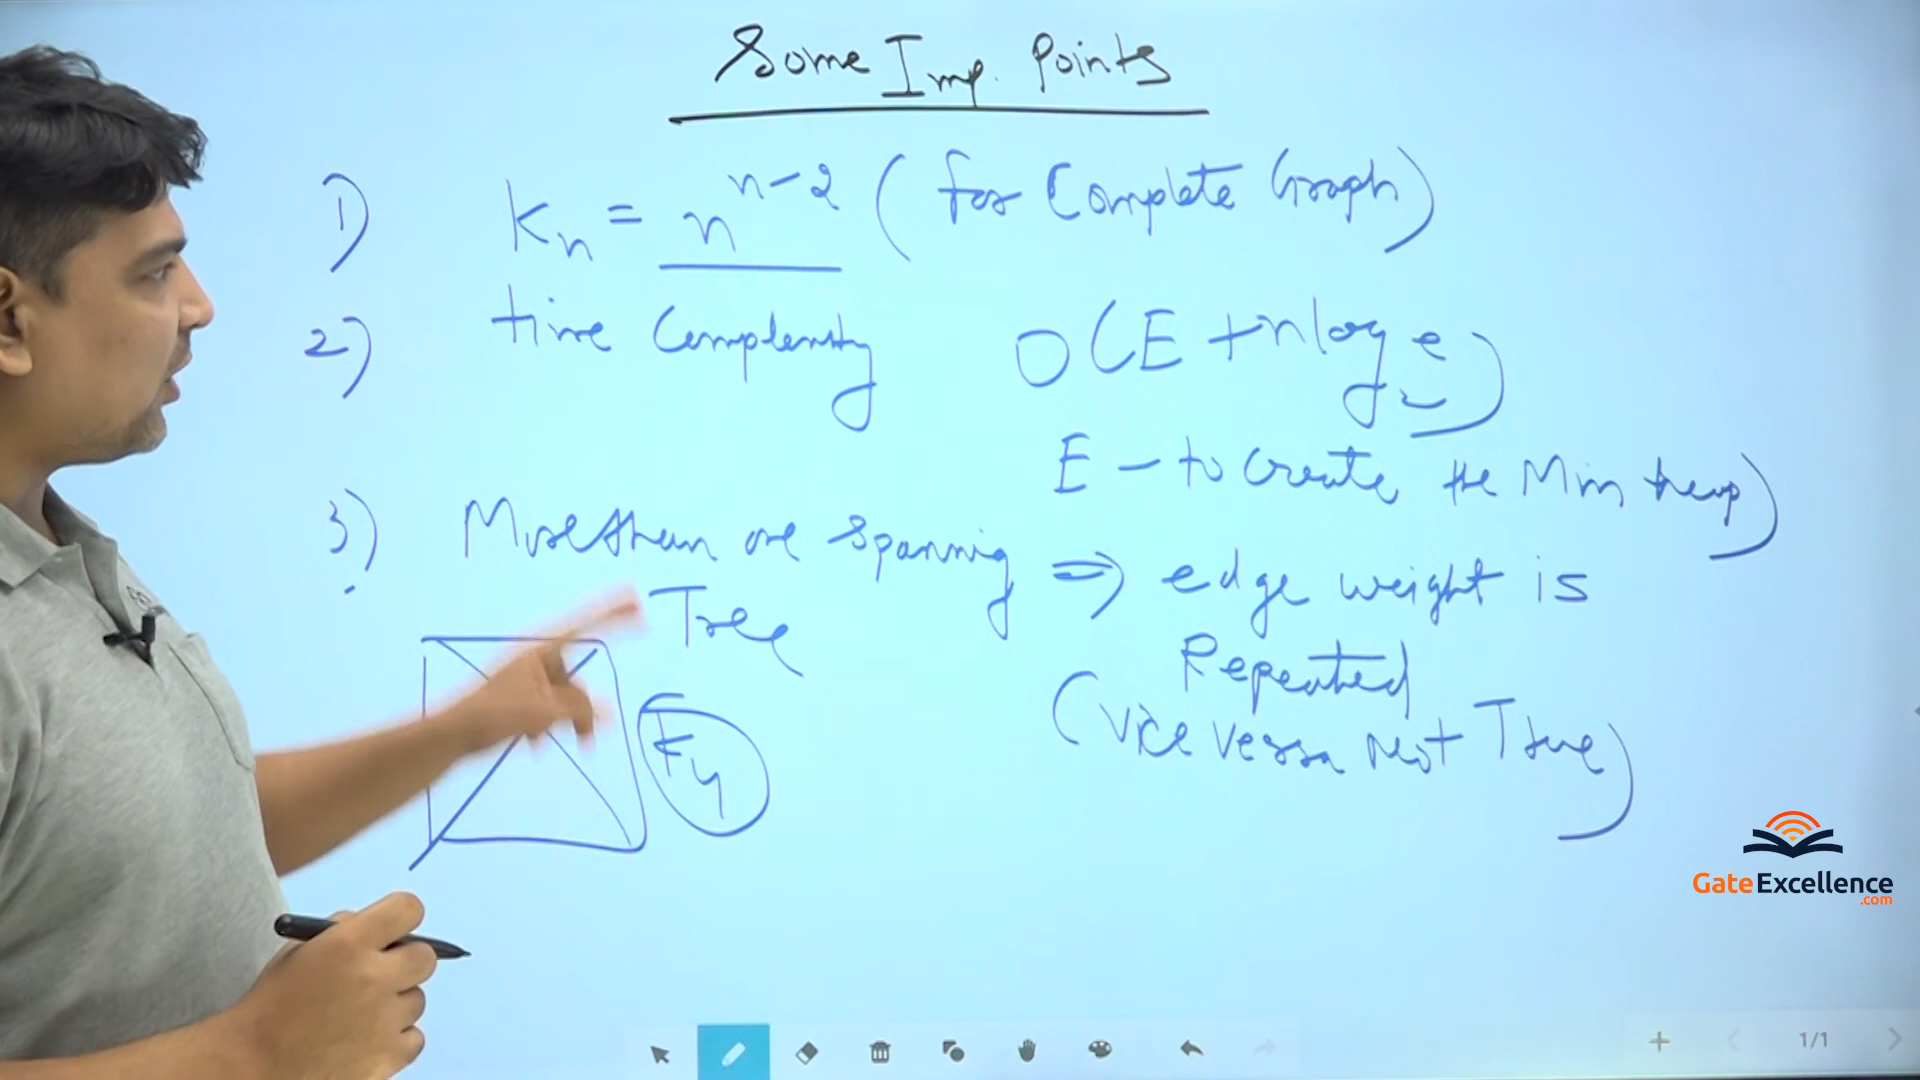 Some Imp. Points
1) Kn = n^n-2 (for Complete Graph)
2) time Complexity O(E + n log e)
E - to Create the Min heap)
3) More than one Spanning Tree => edge weight is Repeated
(Vice Versa not True)
K4
GateExcellence
.com
1/1